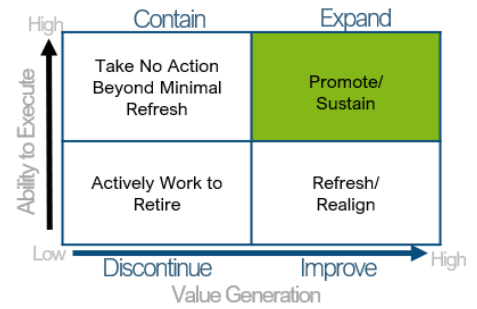 Contain
Expand
High
Take No Action
Beyond Minimal
Refresh
Promote/
Sustain
Ability to Execute
Actively Work to
Retire
Refresh/
Realign
Low
High
Discontinue
Improve
Value Generation